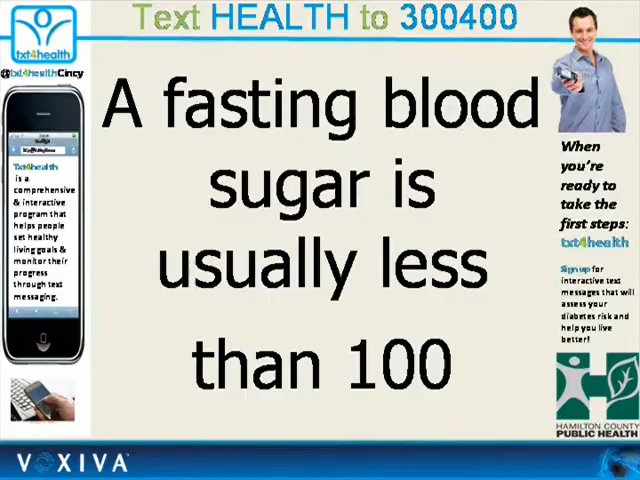 Text HEALTH to 300400
txt4health
@txt4healthCincy
Txt4health
is a
comprehensive
& interactive
program that
helps people
set healthy
living goals &
monitor their
progress
through text
messaging.
A fasting blood
sugar is
usually less
than 100
When
you're
ready to
take the
first steps:
txt4health
Sign up for
interactive text
messages that will
assess your
diabetes risk and
help you live
better!
HAMILTON COUNTY
PUBLIC HEALTH
VOXIVA